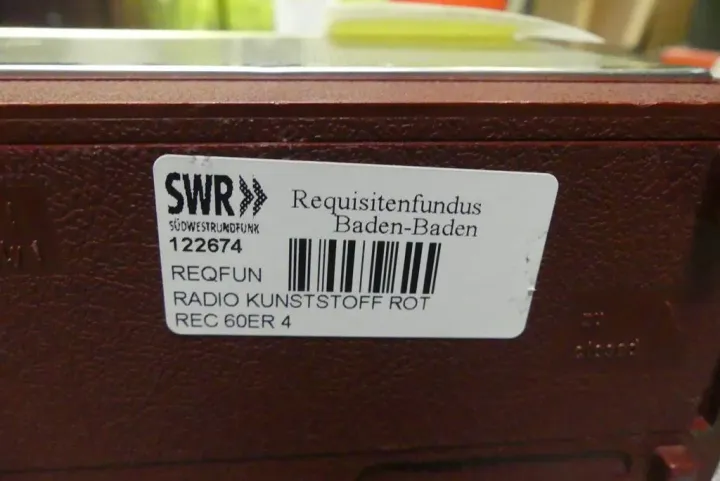 SWR
SÜDWESTRUNDFUNK
Requisitenfundus
Baden-Baden
122674
REQFUN
RADIO KUNSTSTOFF ROT
REC 60ER 4